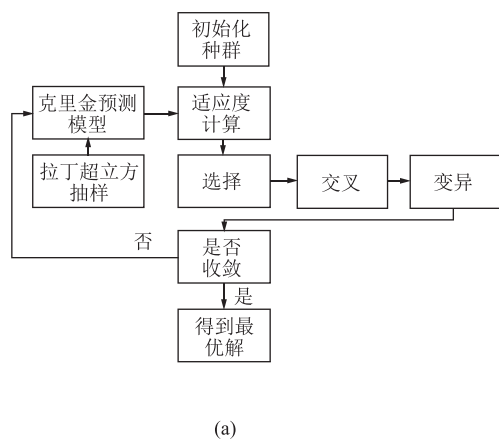 初始化
种群
克里金预测
模型
适应度
计算
拉丁超立方
抽样
选择
交叉
变异
否
是否
收敛
是
得到最
优解
(a)